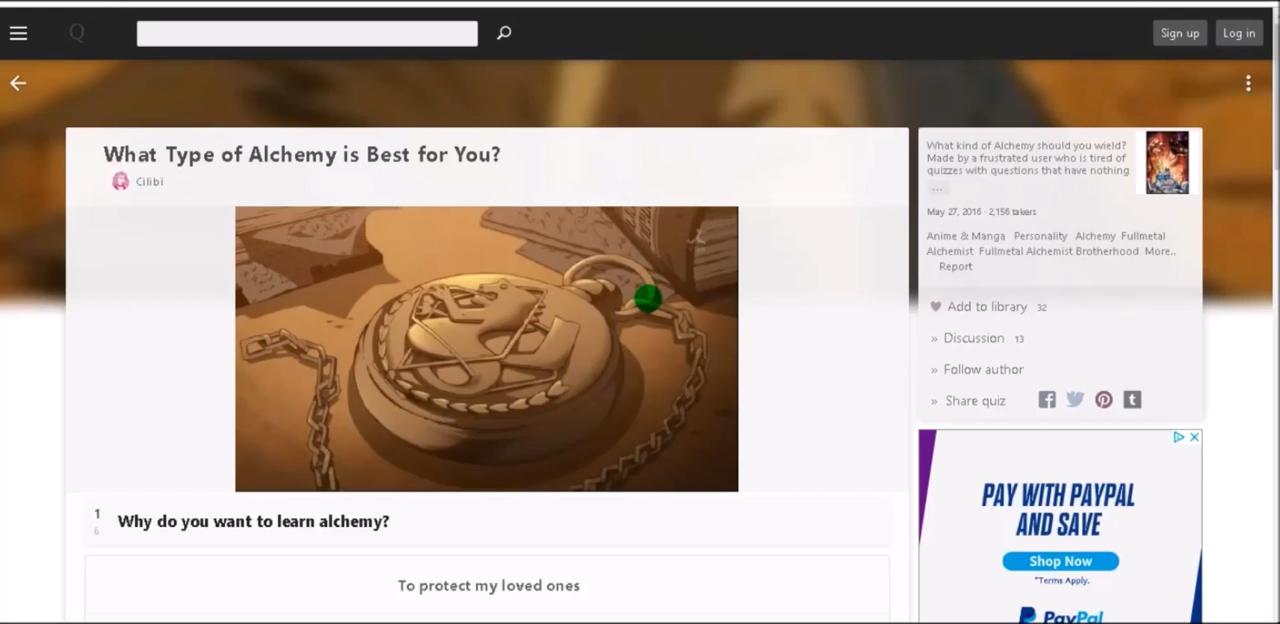 Q
Sign up
Log in
What Type of Alchemy is Best for You?
Cilibi
What kind of Alchemy should you wield?
Made by a frustrated user who is tired of
quizzes with questions that have nothing
...
May 27, 2016 · 2,156 takers
Anime & Manga Personality Alchemy Fullmetal
Alchemist Fullmetal Alchemist Brotherhood More..
Report
Add to library 32
» Discussion 13
» Follow author
» Share quiz
1
6
Why do you want to learn alchemy?
To protect my loved ones
PAY WITH PAYPAL
AND SAVE
Shop Now
*Terms Apply.
PayPal